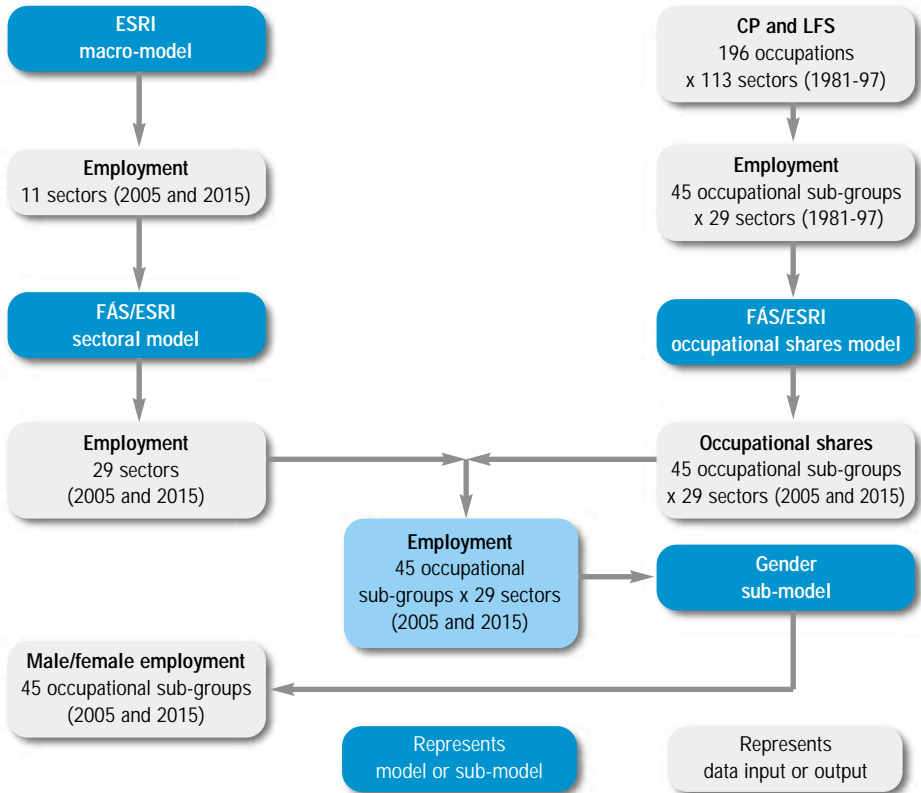 ESRI
macro-model
CP and LFS
196 occupations
x 113 sectors (1981-97)
Employment
11 sectors (2005 and 2015)
Employment
45 occupational sub-groups
x 29 sectors (1981-97)
FÁS/ESRI
sectoral model
FÁS/ESRI
occupational shares model
Employment
29 sectors
(2005 and 2015)
Occupational shares
45 occupational sub-groups
x 29 sectors (2005 and 2015)
Employment
45 occupational
sub-groups x 29 sectors
(2005 and 2015)
Gender
sub-model
Male/female employment
45 occupational sub-groups
(2005 and 2015)
Represents
model or sub-model
Represents
data input or output